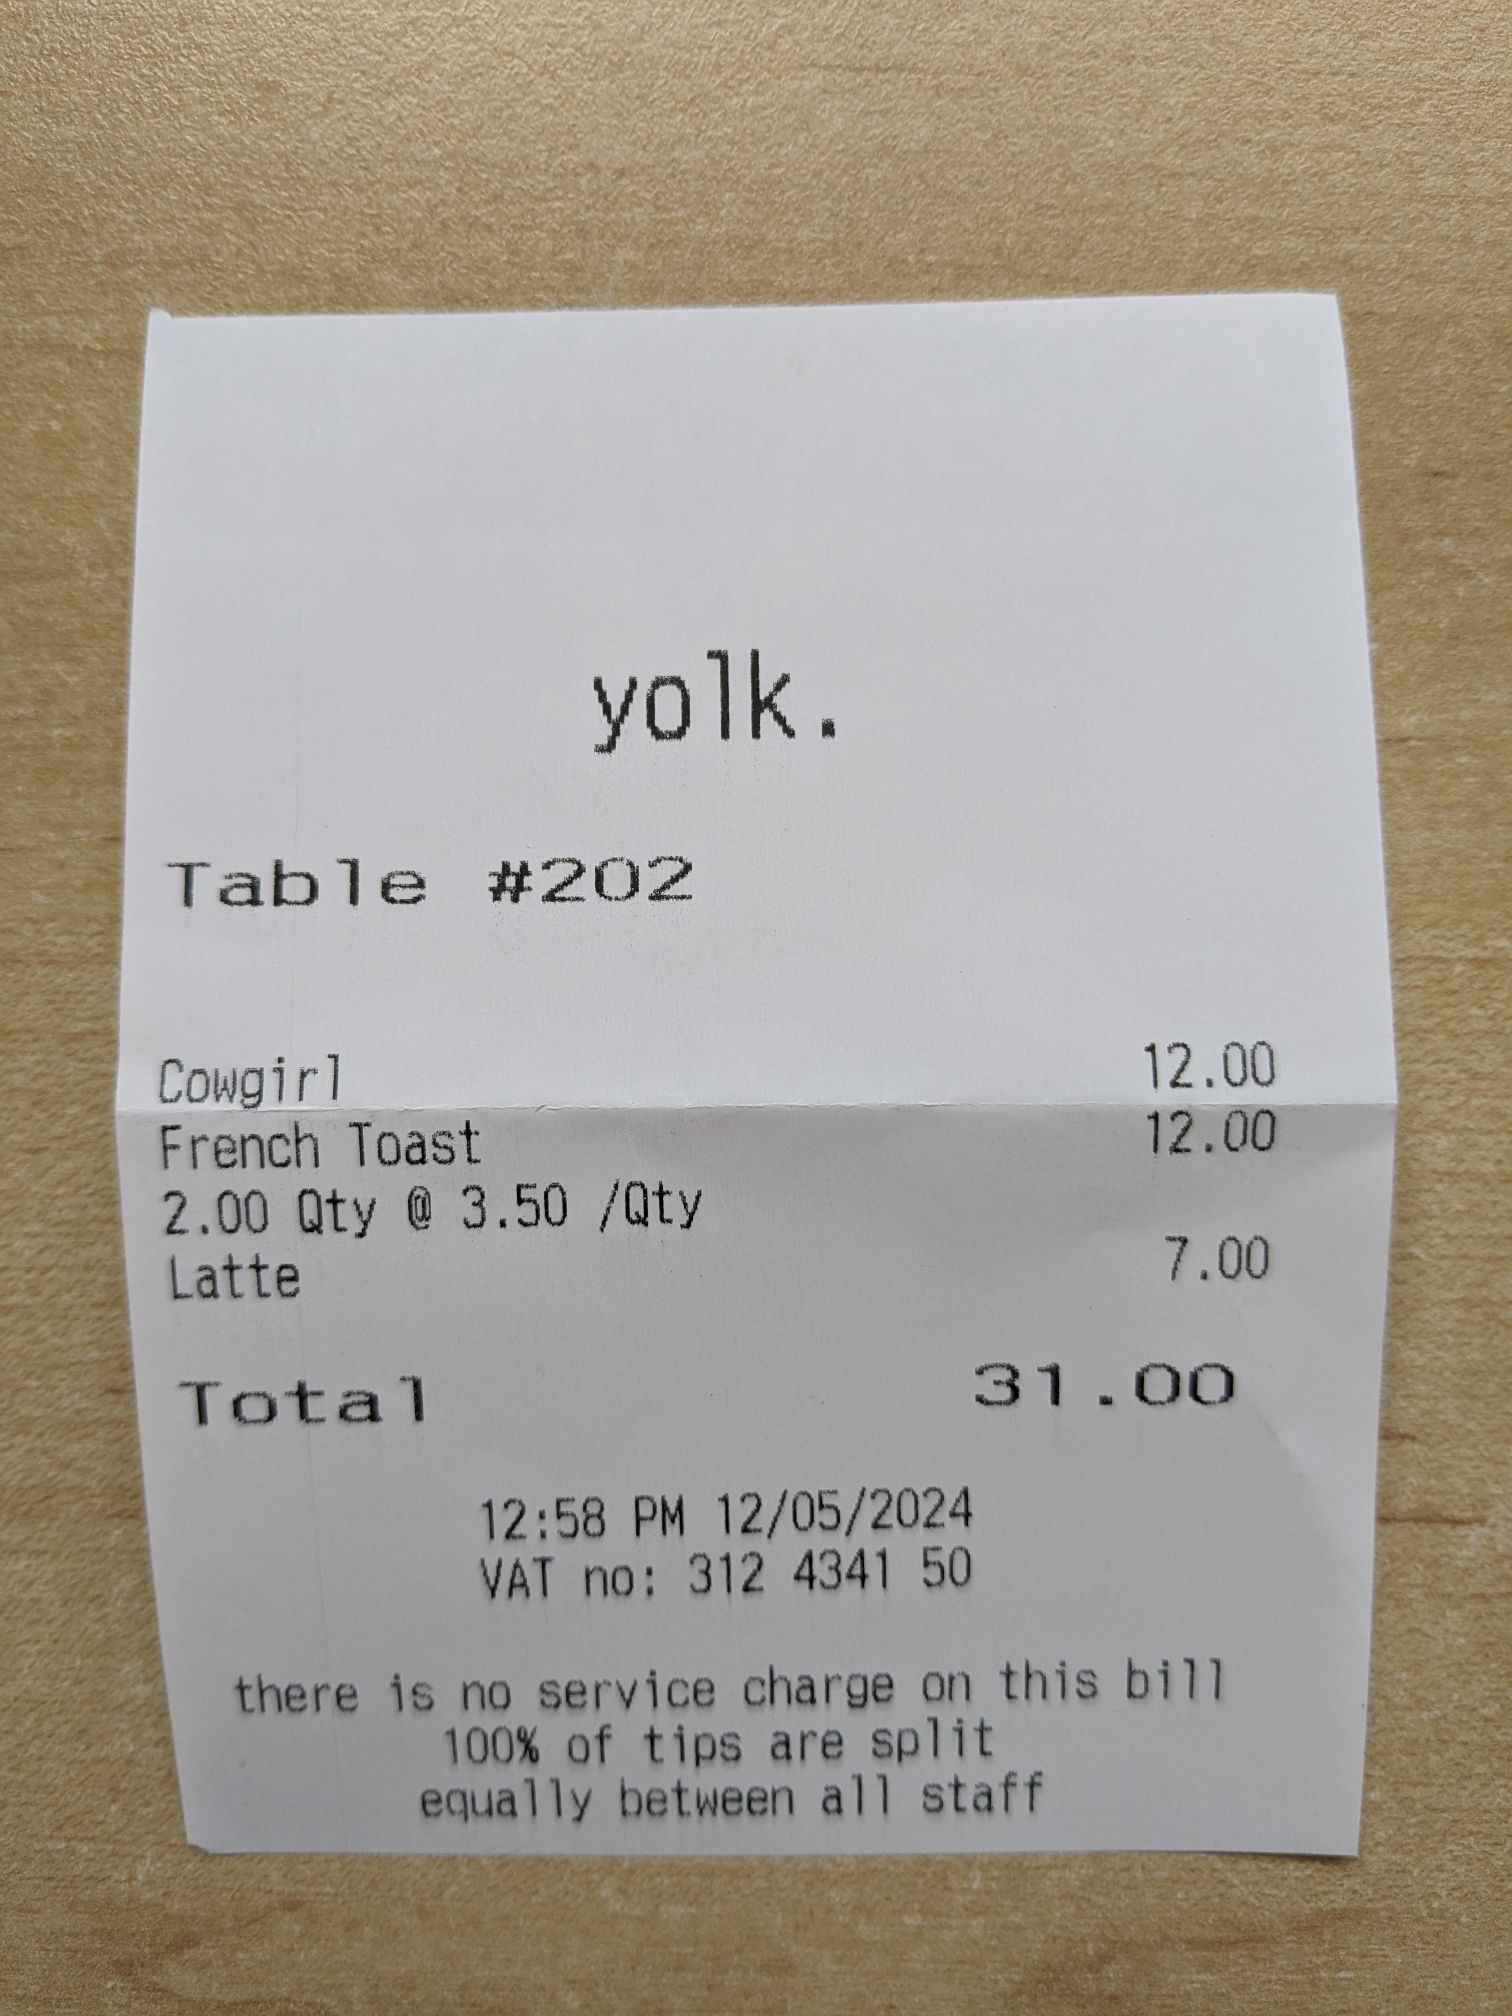 yolk.
Table #202
Cowgirl 12.00
French Toast 12.00
2.00 Qty @ 3.50 /Qty
Latte 7.00
Total 31.00
12:58 PM 12/05/2024
VAT no: 312 4341 50
there is no service charge on this bill
100% of tips are split
equally between all staff